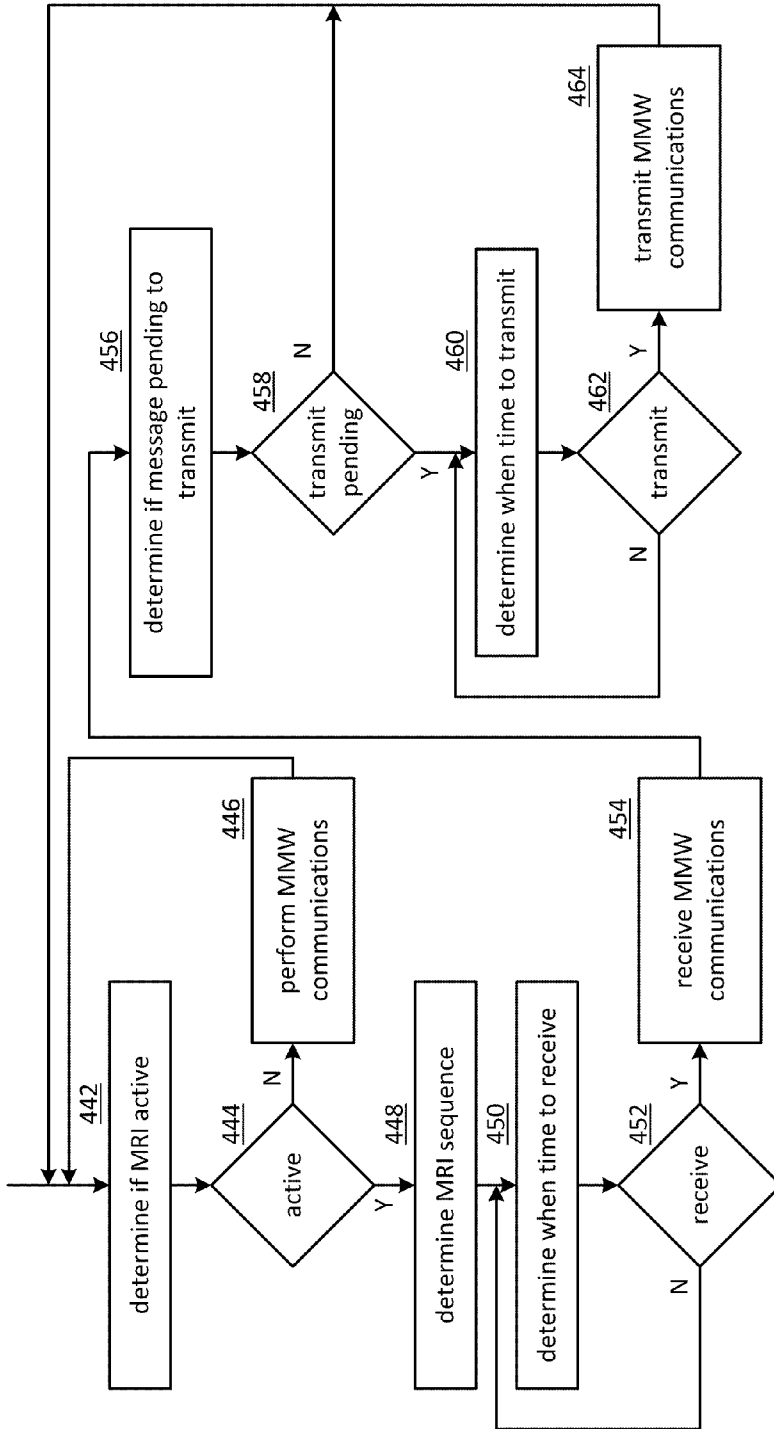 442
determine if MRI active
444
active
N
446
perform MMW
communications
Y
448
determine MRI sequence
450
determine when time to receive
452
receive
N
Y
454
receive MMW
communications
456
determine if message pending to
transmit
458
transmit
pending
N
Y
460
determine when time to transmit
462
transmit
N
Y
464
transmit MMW
communications